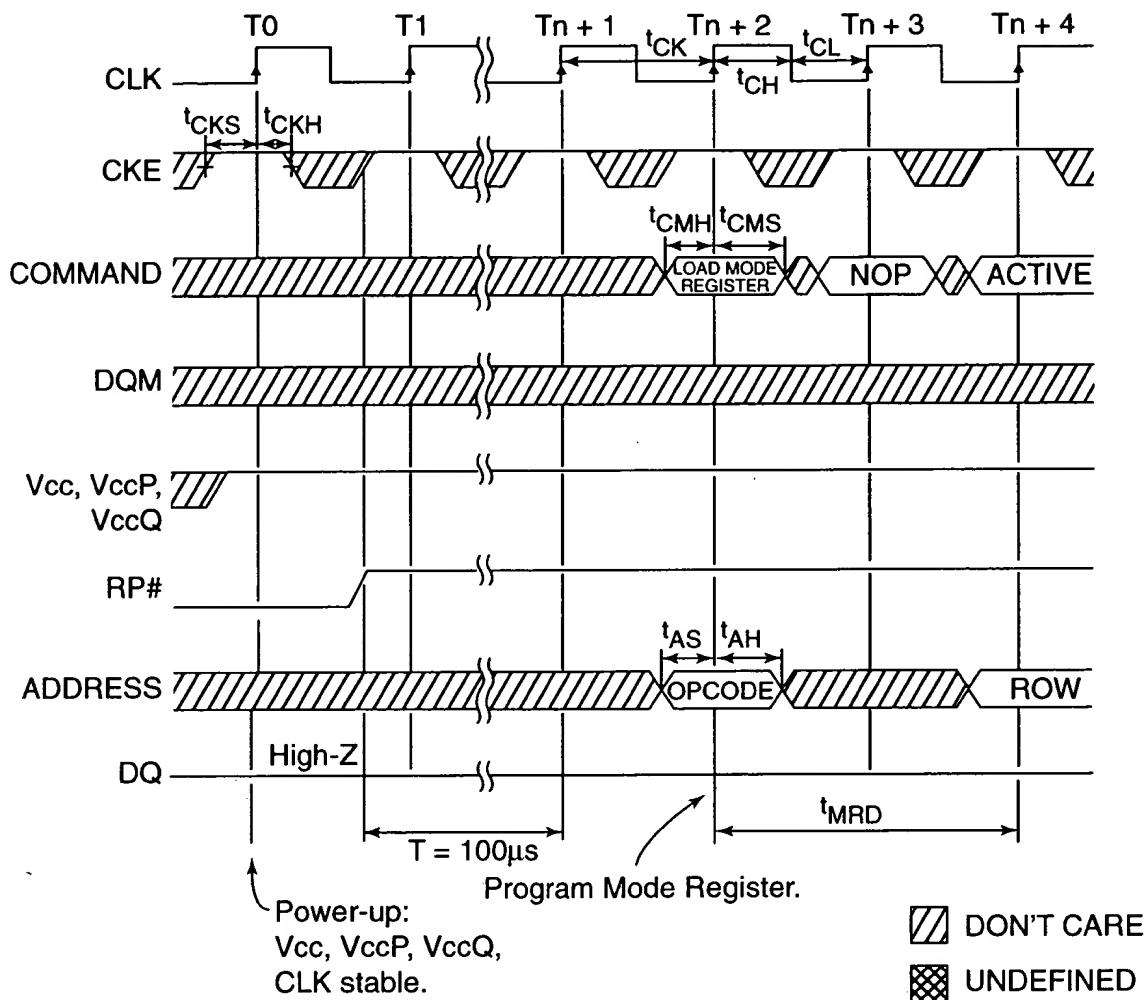 T0 T1 Tn + 1 Tn + 2 Tn + 3 Tn + 4
tCK tCL
CLK
tCH
tCKS tCKH
CKE
tCMH tCMS
COMMAND LOAD MODE REGISTER NOP ACTIVE
DQM
Vcc, VccP,
VccQ
RP#
tAS tAH
ADDRESS OPCODE ROW
High-Z
DQ
tMRD
T = 100µs
Program Mode Register.
Power-up:
Vcc, VccP, VccQ,
CLK stable.
DON'T CARE
UNDEFINED